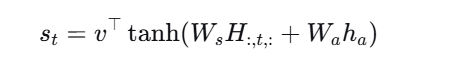 s_t = v^⊤ tanh(W_s H_{:,t,:} + W_a h_a)